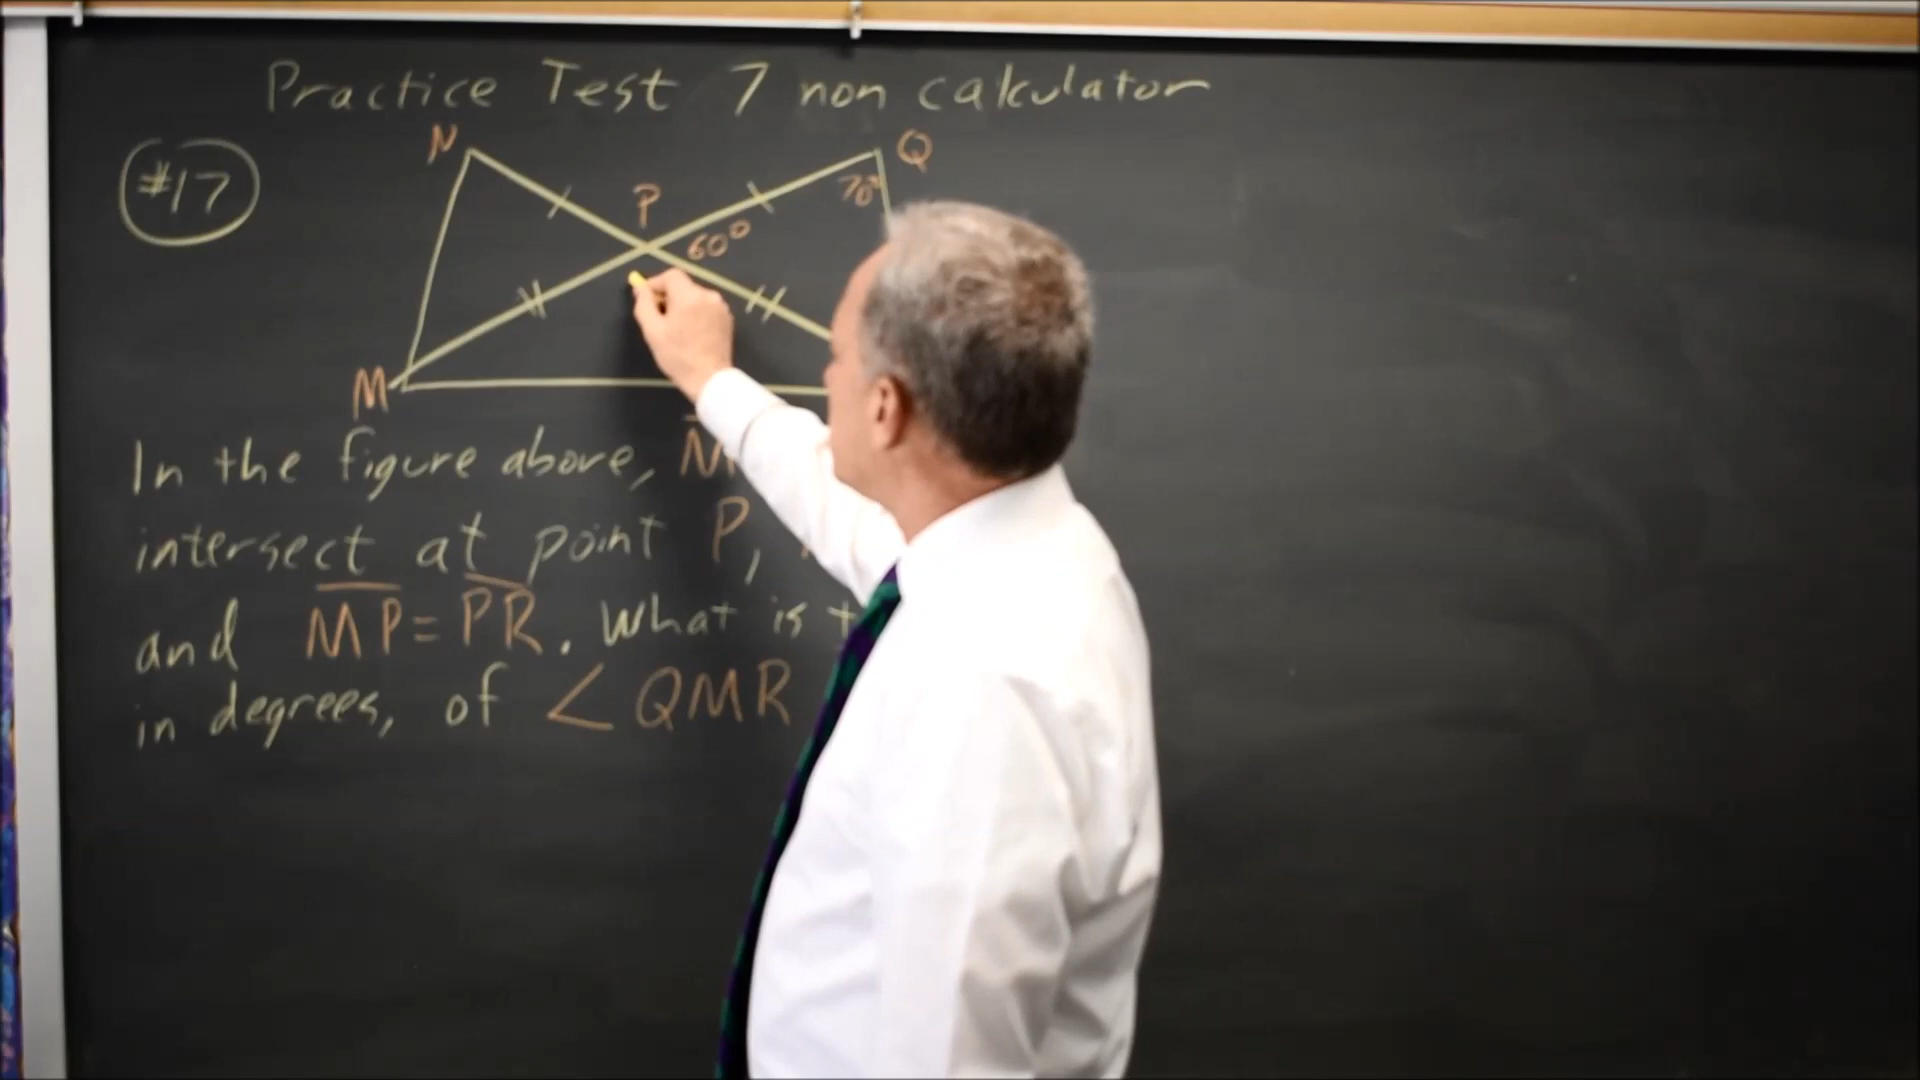 Practice Test 7 non calculator
#17
N
Q
P
70°
60°
M
In the figure above,
intersect at point P,
and MP = PR. What is
in degrees, of ∠QMR